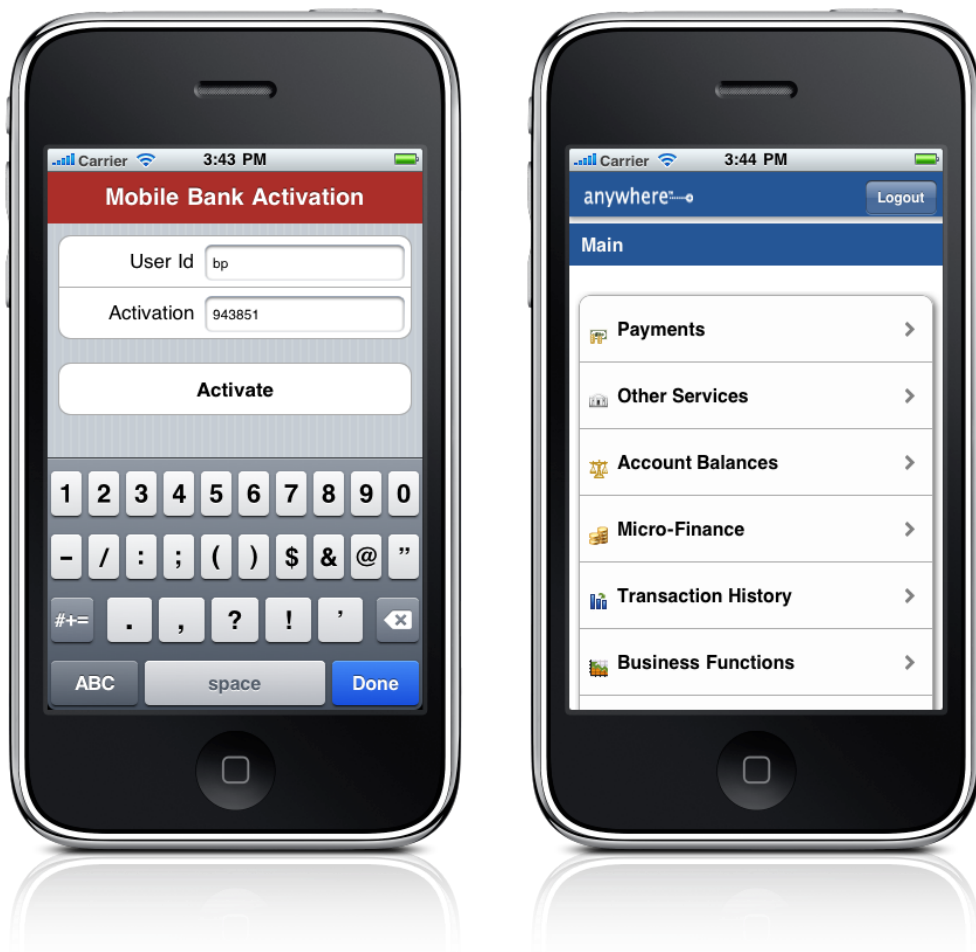 Carrier 3:43 PM
Mobile Bank Activation
User Id bp
Activation 943851
Activate
1 2 3 4 5 6 7 8 9 0
- / : ; ( ) $ & @ ”
#+= . , ? ! ’
ABC space Done
Carrier 3:44 PM
anywhere™ Logout
Main
Payments
Other Services
Account Balances
Micro-Finance
Transaction History
Business Functions